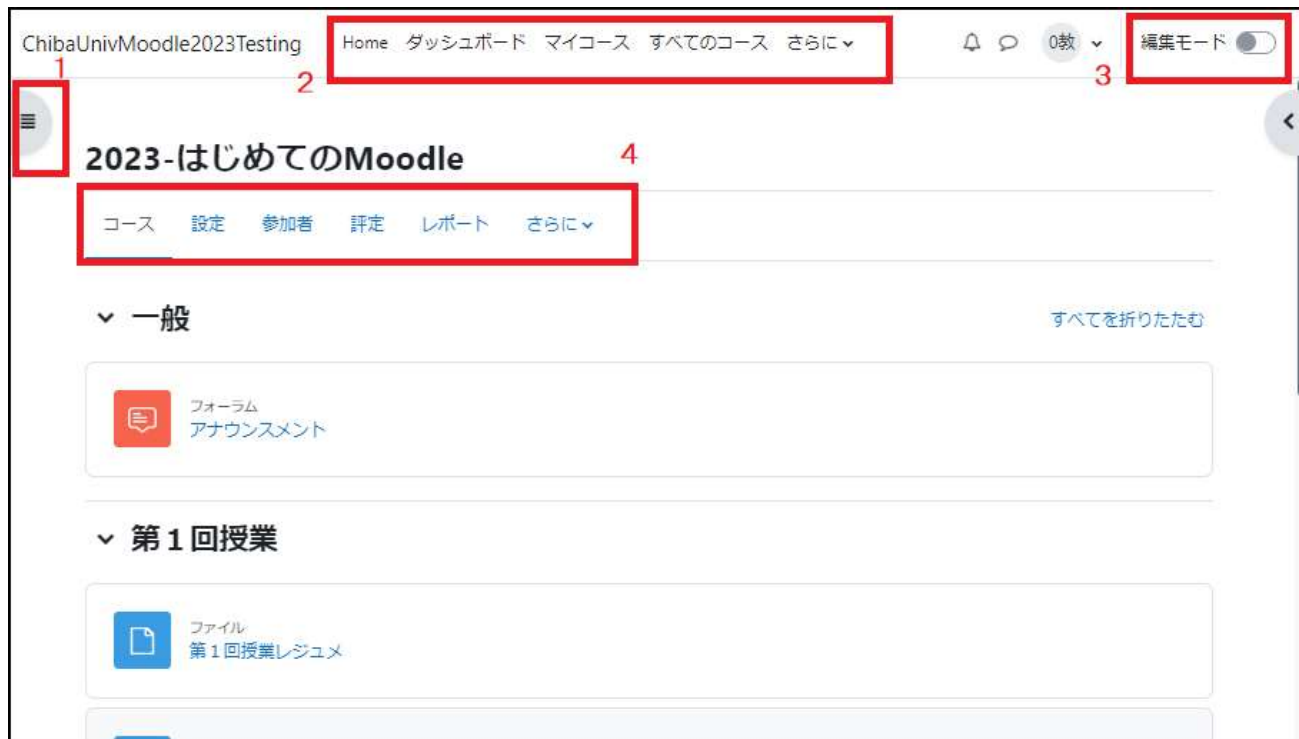 ChibaUnivMoodle2023Testing Home ダッシュボード マイコース すべてのコース さらに 0教 編集モード
1
2
3
2023-はじめてのMoodle
4
コース 設定 参加者 評定 レポート さらに
一般 すべてを折りたたむ
フォーラム
アナウンスメント
第1回授業
ファイル
第1回授業レジュメ